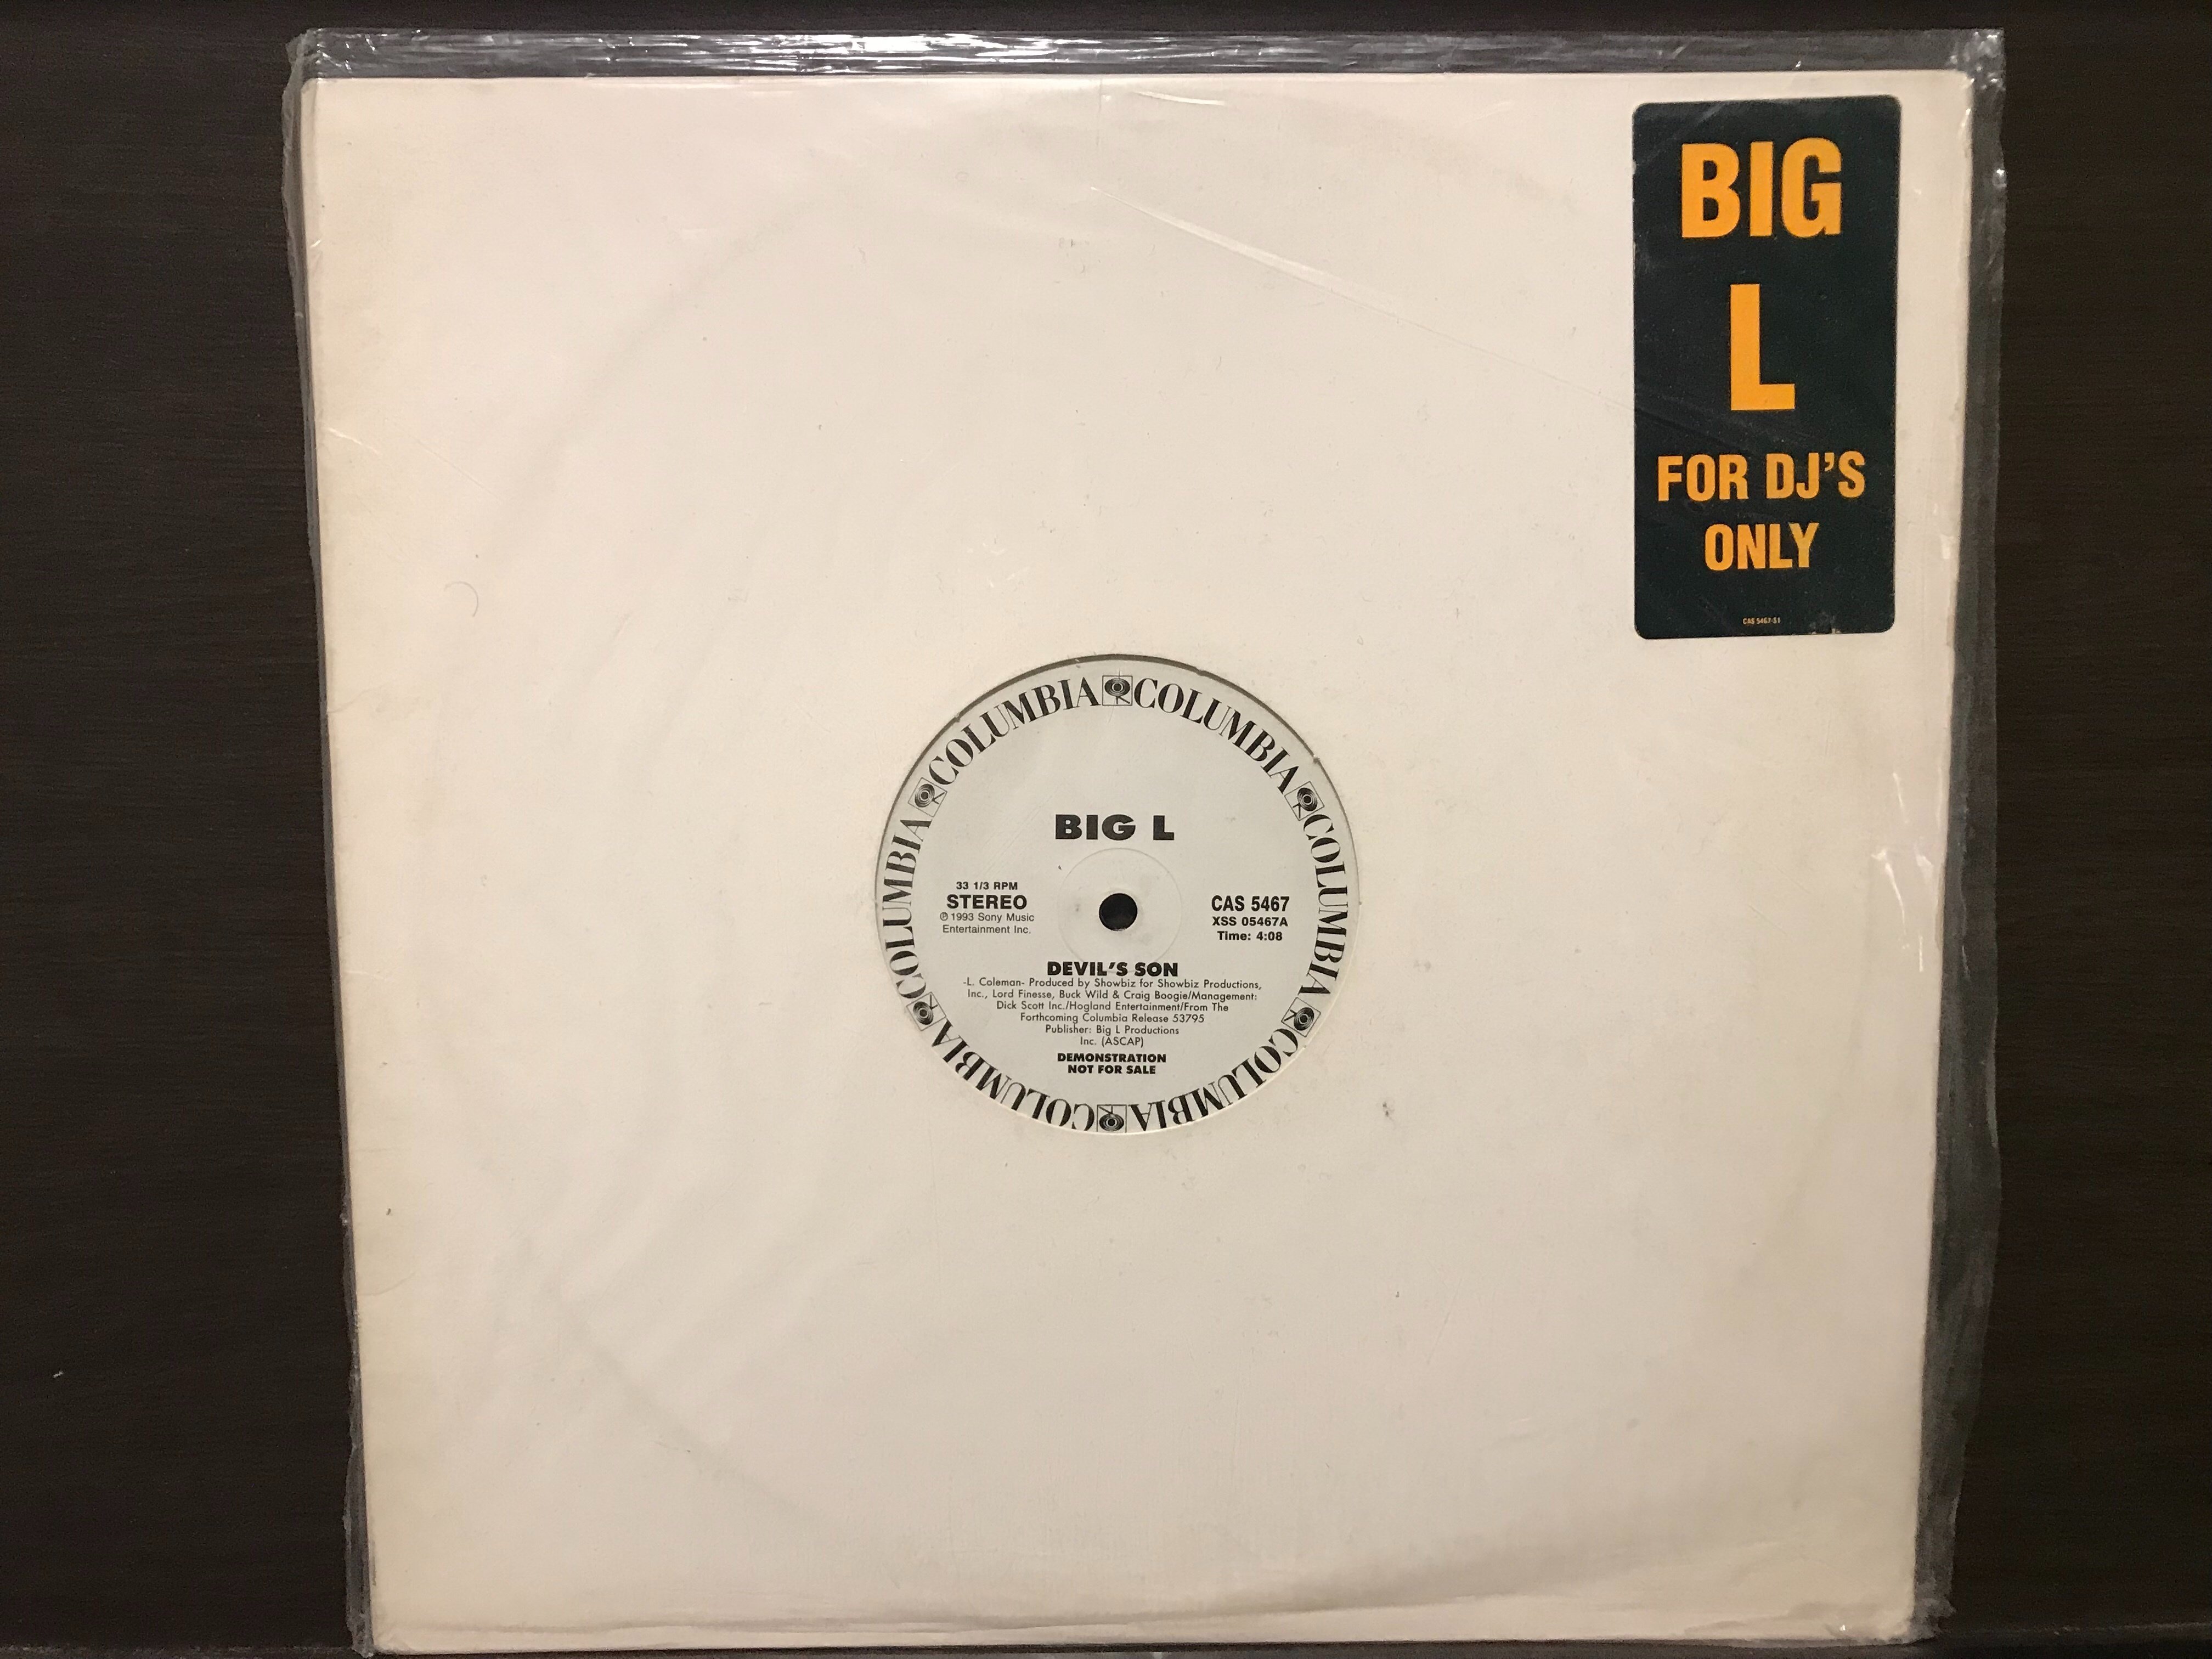 BIG
L
FOR DJ'S
ONLY
CAS 5467-S1
COLUMBIA COLUMBIA COLUMBIA COLUMBIA COLUMBIA COLUMBIA
BIG L
33 1/3 RPM
STEREO
℗ 1993 Sony Music
Entertainment Inc.
CAS 5467
XSS 05467A
Time: 4:08
DEVIL'S SON
-L. Coleman- Produced by Showbiz for Showbiz Productions,
Inc., Lord Finesse, Buck Wild & Craig Boogie/Management:
Dick Scott Inc./Hogland Entertainment/From The
Forthcoming Columbia Release 53795
Publisher: Big L Productions
Inc. (ASCAP)
DEMONSTRATION
NOT FOR SALE